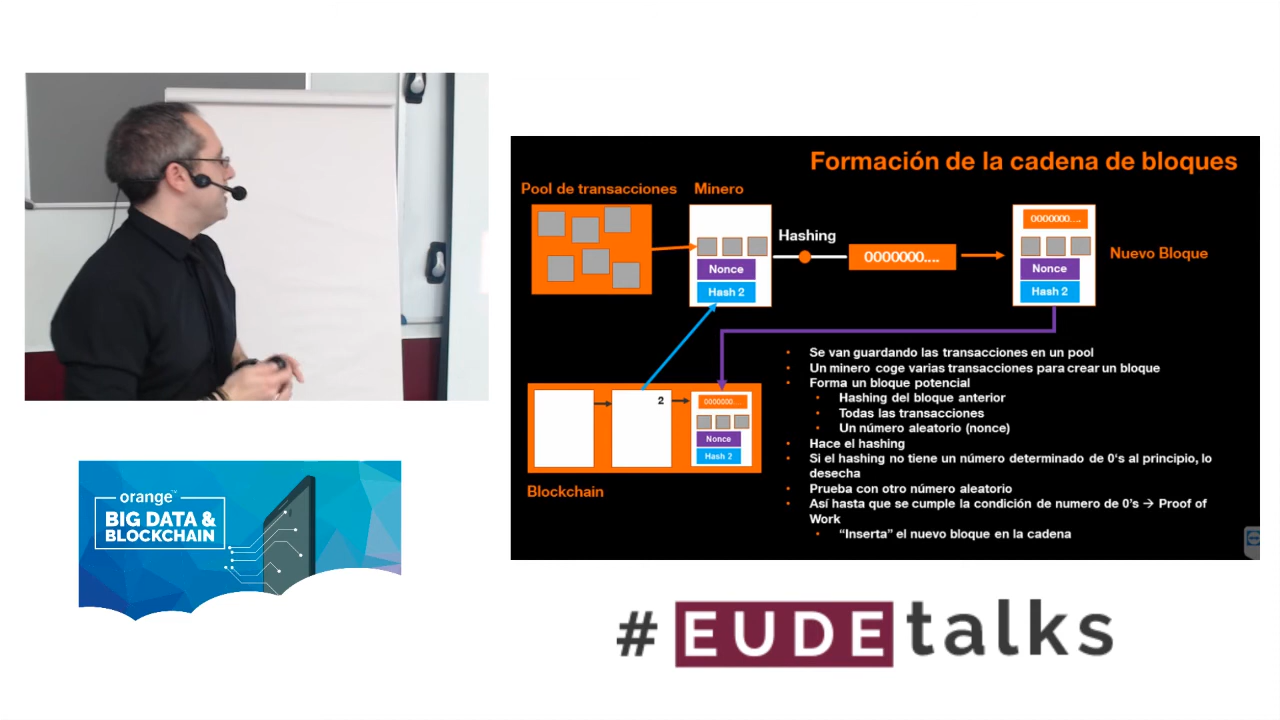 Formación de la cadena de bloques
Pool de transacciones
Minero
Hashing
Nonce
Hash 2
0000000....
0000000....
Nonce
Hash 2
Nuevo Bloque
2
0000000....
Nonce
Hash 2
Blockchain
• Se van guardando las transacciones en un pool
• Un minero coge varias transacciones para crear un bloque
• Forma un bloque potencial
• Hashing del bloque anterior
• Todas las transacciones
• Un número aleatorio (nonce)
• Hace el hashing
• Si el hashing no tiene un número determinado de 0‘s al principio, lo
desecha
• Prueba con otro número aleatorio
• Así hasta que se cumple la condición de numero de 0’s → Proof of
Work
• “Inserta” el nuevo bloque en la cadena
orange™
BIG DATA &
BLOCKCHAIN
# EUDE talks